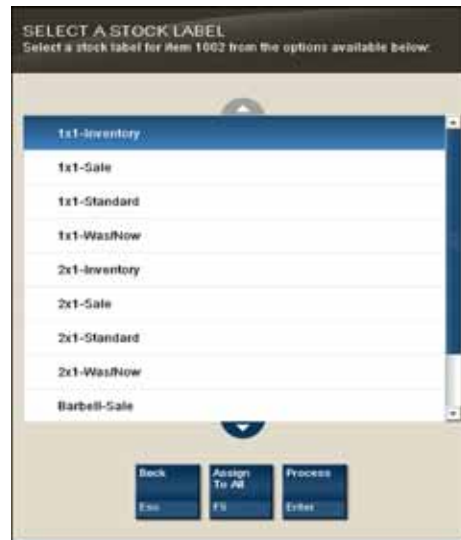 SELECT A STOCK LABEL
Select a stock label for item 1002 from the options available below:
1x1-Inventory
1x1-Sale
1x1-Standard
1x1-Was/Now
2x1-Inventory
2x1-Sale
2x1-Standard
2x1-Was/Now
Barbell-Sale
Back
Esc
Assign
To All
F5
Process
Enter